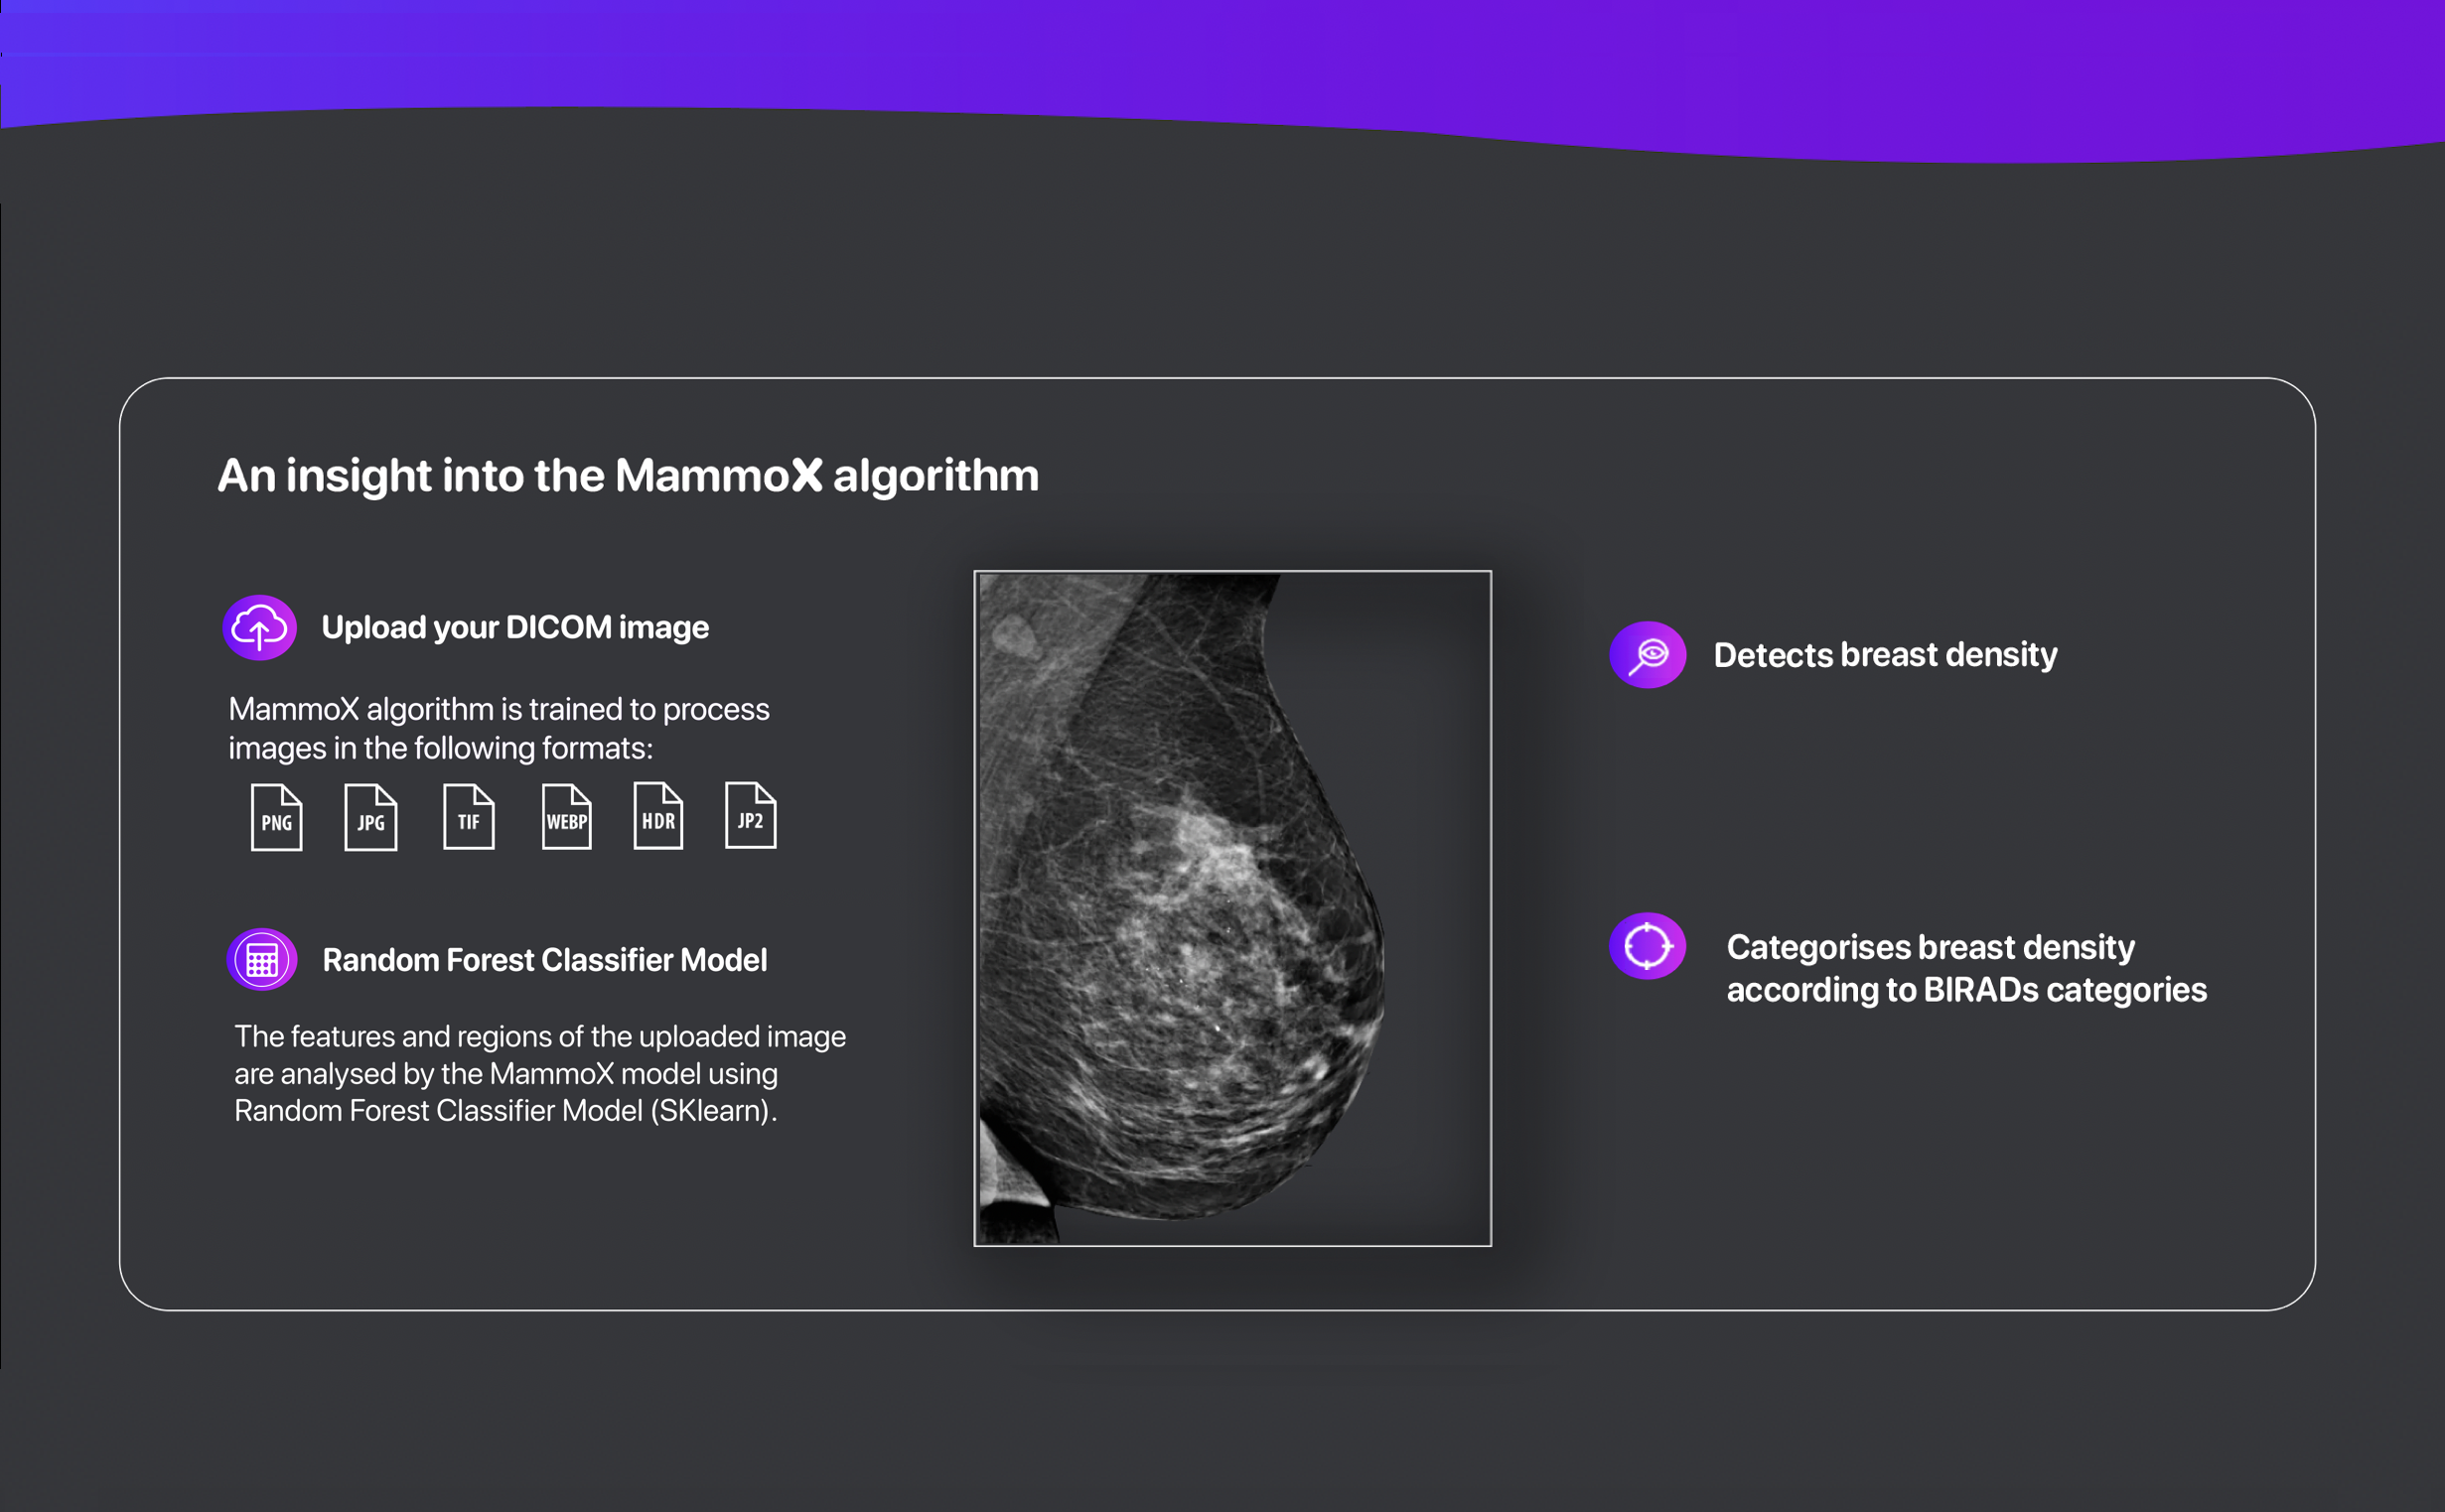 An insight into the MammoX algorithm
Upload your DICOM image
MammoX algorithm is trained to process
images in the following formats:
PNG JPG TIF WEBP HDR JP2
Random Forest Classifier Model
The features and regions of the uploaded image
are analysed by the MammoX model using
Random Forest Classifier Model (SKlearn).
Detects breast density
Categorises breast density
according to BIRADs categories